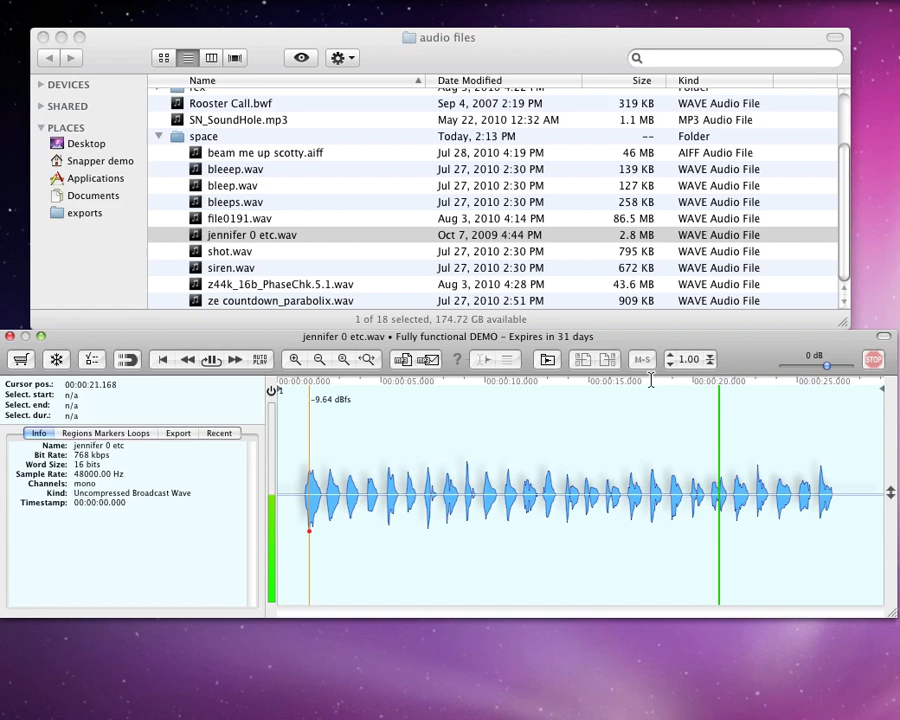 audio files
Name Date Modified Size Kind
DEVICES
SHARED
PLACES
Desktop
Snapper demo
Applications
Documents
exports
Rooster Call.bwf Sep 4, 2007 2:19 PM 319 KB WAVE Audio File
SN_SoundHole.mp3 May 22, 2010 12:32 AM 1.1 MB MP3 Audio File
space Today, 2:13 PM -- Folder
beam me up scotty.aiff Jul 28, 2010 4:19 PM 46 MB AIFF Audio File
bleeep.wav Jul 27, 2010 2:30 PM 139 KB WAVE Audio File
bleep.wav Jul 27, 2010 2:30 PM 127 KB WAVE Audio File
bleeps.wav Jul 27, 2010 2:30 PM 258 KB WAVE Audio File
file0191.wav Aug 3, 2010 4:14 PM 86.5 MB WAVE Audio File
jennifer 0 etc.wav Oct 7, 2009 4:44 PM 2.8 MB WAVE Audio File
shot.wav Jul 27, 2010 2:30 PM 795 KB WAVE Audio File
siren.wav Jul 27, 2010 2:30 PM 672 KB WAVE Audio File
z44k_16b_PhaseChk.5.1.wav Aug 3, 2010 4:28 PM 43.6 MB WAVE Audio File
ze countdown_parabolix.wav Jul 27, 2010 2:51 PM 909 KB WAVE Audio File
1 of 18 selected, 174.72 GB available
jennifer 0 etc.wav • Fully functional DEMO - Expires in 31 days
AUTO PLAY
?
M-S
1.00
0 dB
STOP
Cursor pos.: 00:00:21.168
Select. start: n/a
Select. end: n/a
Select. dur.: n/a
Info Regions Markers Loops Export Recent
Name: jennifer 0 etc
Bit Rate: 768 kbps
Word Size: 16 bits
Sample Rate: 48000.00 Hz
Channels: mono
Kind: Uncompressed Broadcast Wave
Timestamp: 00:00:00.000
00:00:00.000 00:00:05.000 00:00:10.000 00:00:15.000 00:00:20.000 00:00:25.000
1
-9.64 dBfs